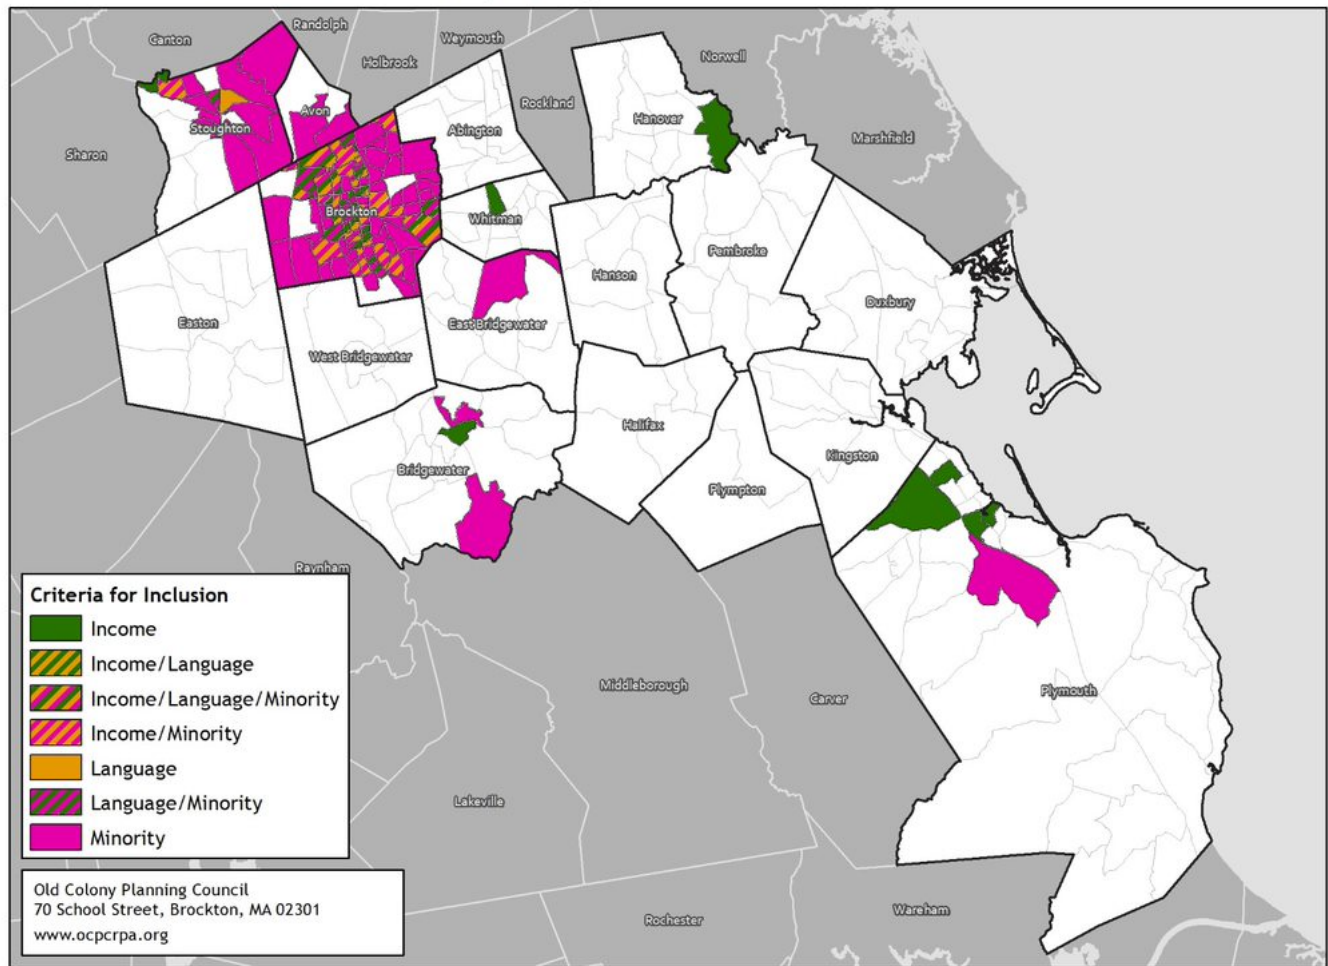 Randolph
Canton
Weymouth
Holbrook
Norwell
Rockland
Avon
Hanover
Stoughton
Abington
Marshfield
Sharon
Brockton
Whitman
Pembroke
Hanson
Duxbury
Easton
East Bridgewater
West Bridgewater
Halifax
Kingston
Bridgewater
Plympton
Raynham
Middleborough
Plymouth
Carver
Lakeville
Wareham
Rochester
Criteria for Inclusion
Income
Income/Language
Income/Language/Minority
Income/Minority
Language
Language/Minority
Minority
Old Colony Planning Council
70 School Street, Brockton, MA 02301
www.ocpcrpa.org